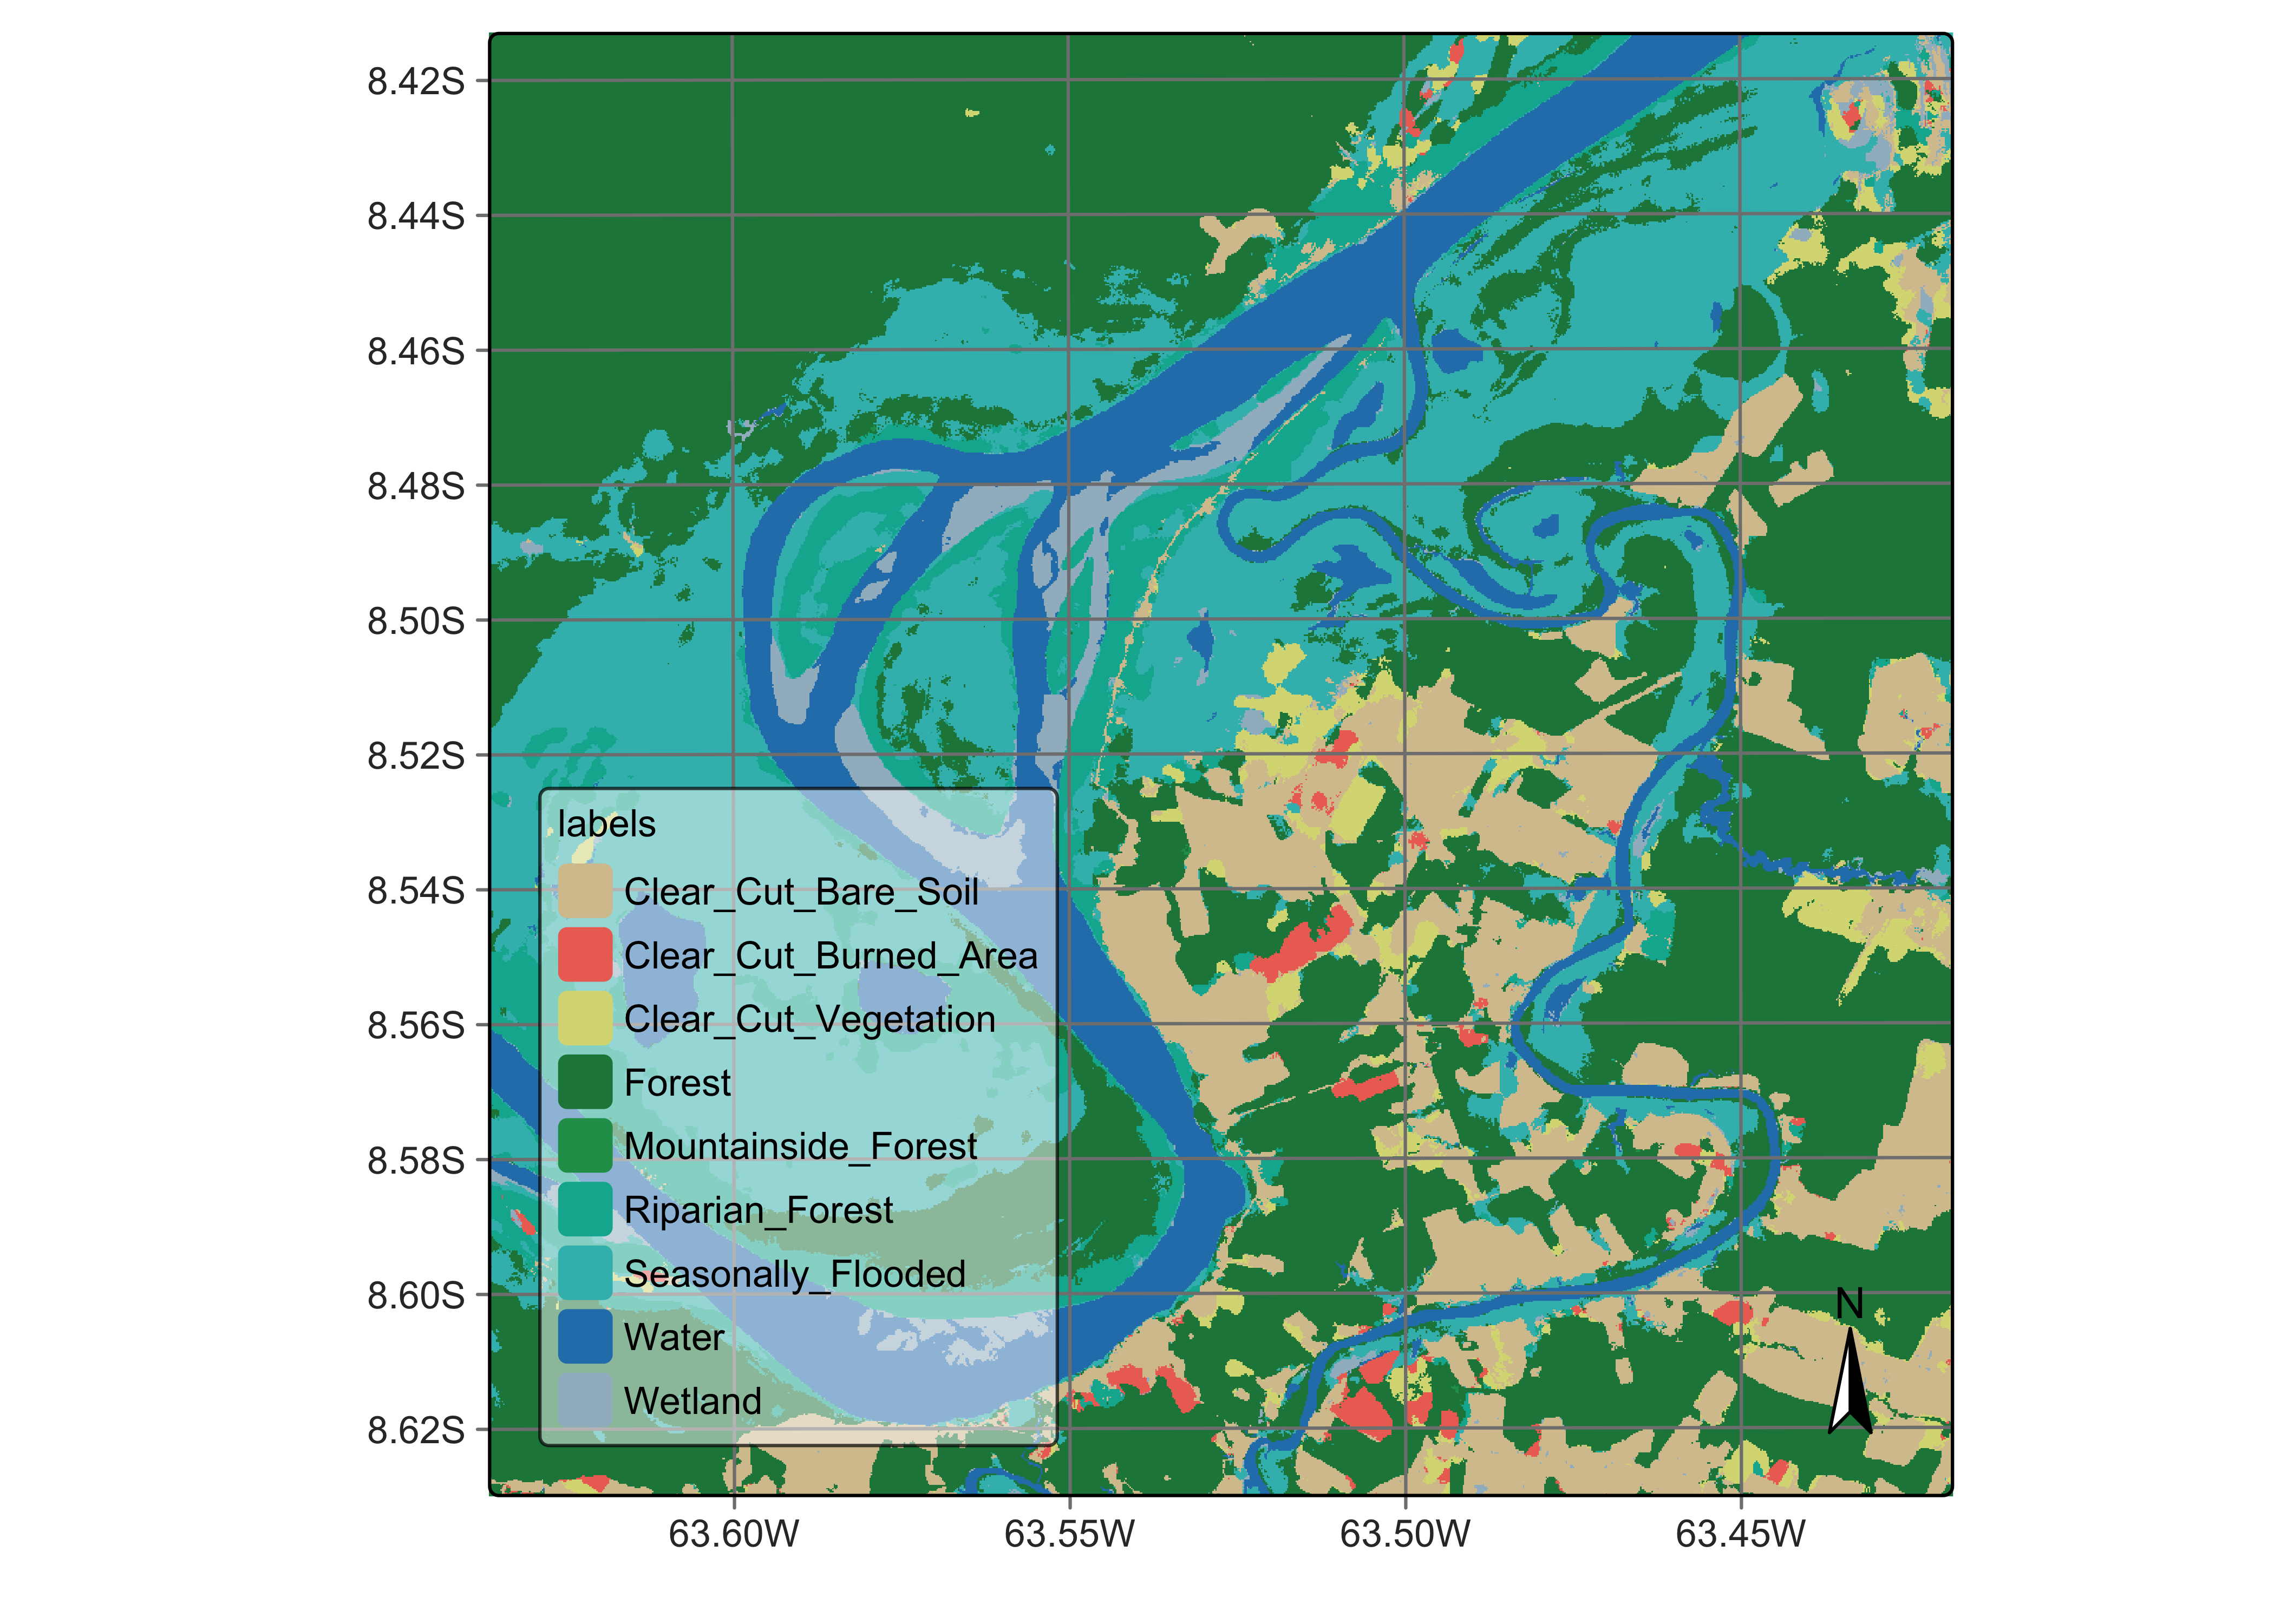 8.42S
8.44S
8.46S
8.48S
8.50S
8.52S
8.54S
8.56S
8.58S
8.60S
8.62S
labels
Clear_Cut_Bare_Soil
Clear_Cut_Burned_Area
Clear_Cut_Vegetation
Forest
Mountainside_Forest
Riparian_Forest
Seasonally_Flooded
Water
Wetland
N
63.60W 63.55W 63.50W 63.45W